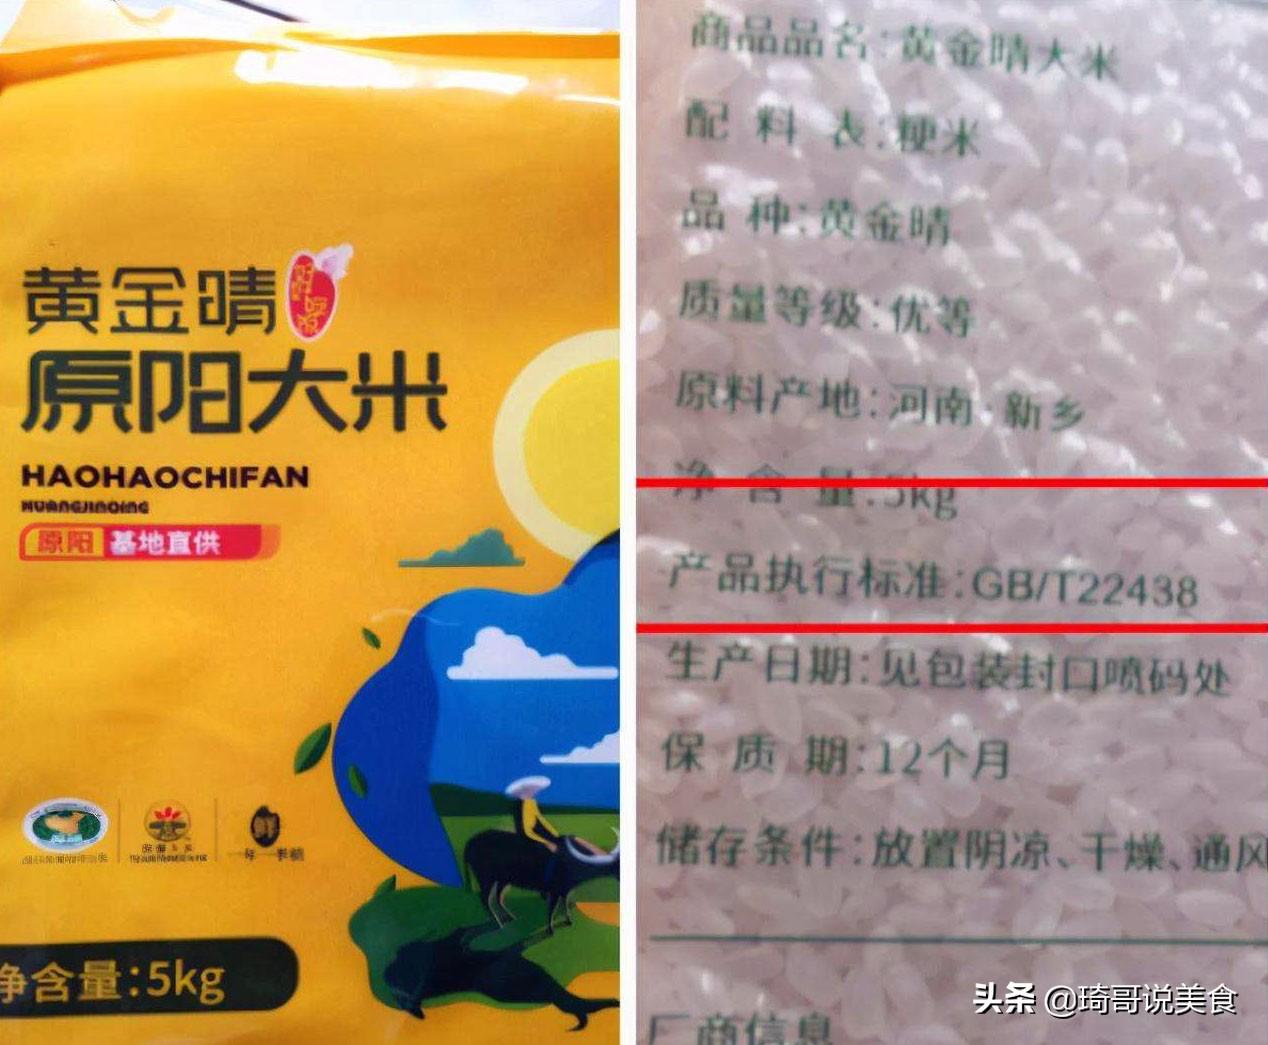 黄金晴
原阳大米
HAOHAOCHIFAN
HUANGJINQING
原阳 基地直供
净含量:5kg
商品品名:黄金晴大米
配料表:粳米
品种:黄金晴
质量等级:优等
原料产地:河南·新乡
净含量:5kg
产品执行标准:GB/T22438
生产日期:见包装封口喷码处
保质期:12个月
储存条件:放置阴凉、干燥、通风
厂商信息
头条 @琦哥说美食